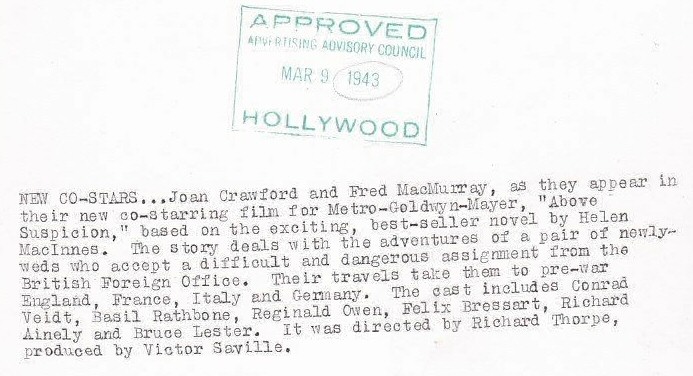 APPROVED
ADVERTISING ADVISORY COUNCIL
MAR 9 1943
HOLLYWOOD
NEW CO-STARS...Joan Crawford and Fred MacMurray, as they appear in
their new co-starring film for Metro-Goldwyn-Mayer, "Above
Suspicion," based on the exciting, best-seller novel by Helen
MacInnes. The story deals with the adventures of a pair of newly-
weds who accept a difficult and dangerous assignment from the
British Foreign Office. Their travels take them to pre-war
England, France, Italy and Germany. The cast includes Conrad
Veidt, Basil Rathbone, Reginald Owen, Felix Bressart, Richard
Ainely and Bruce Lester. It was directed by Richard Thorpe,
produced by Victor Saville.